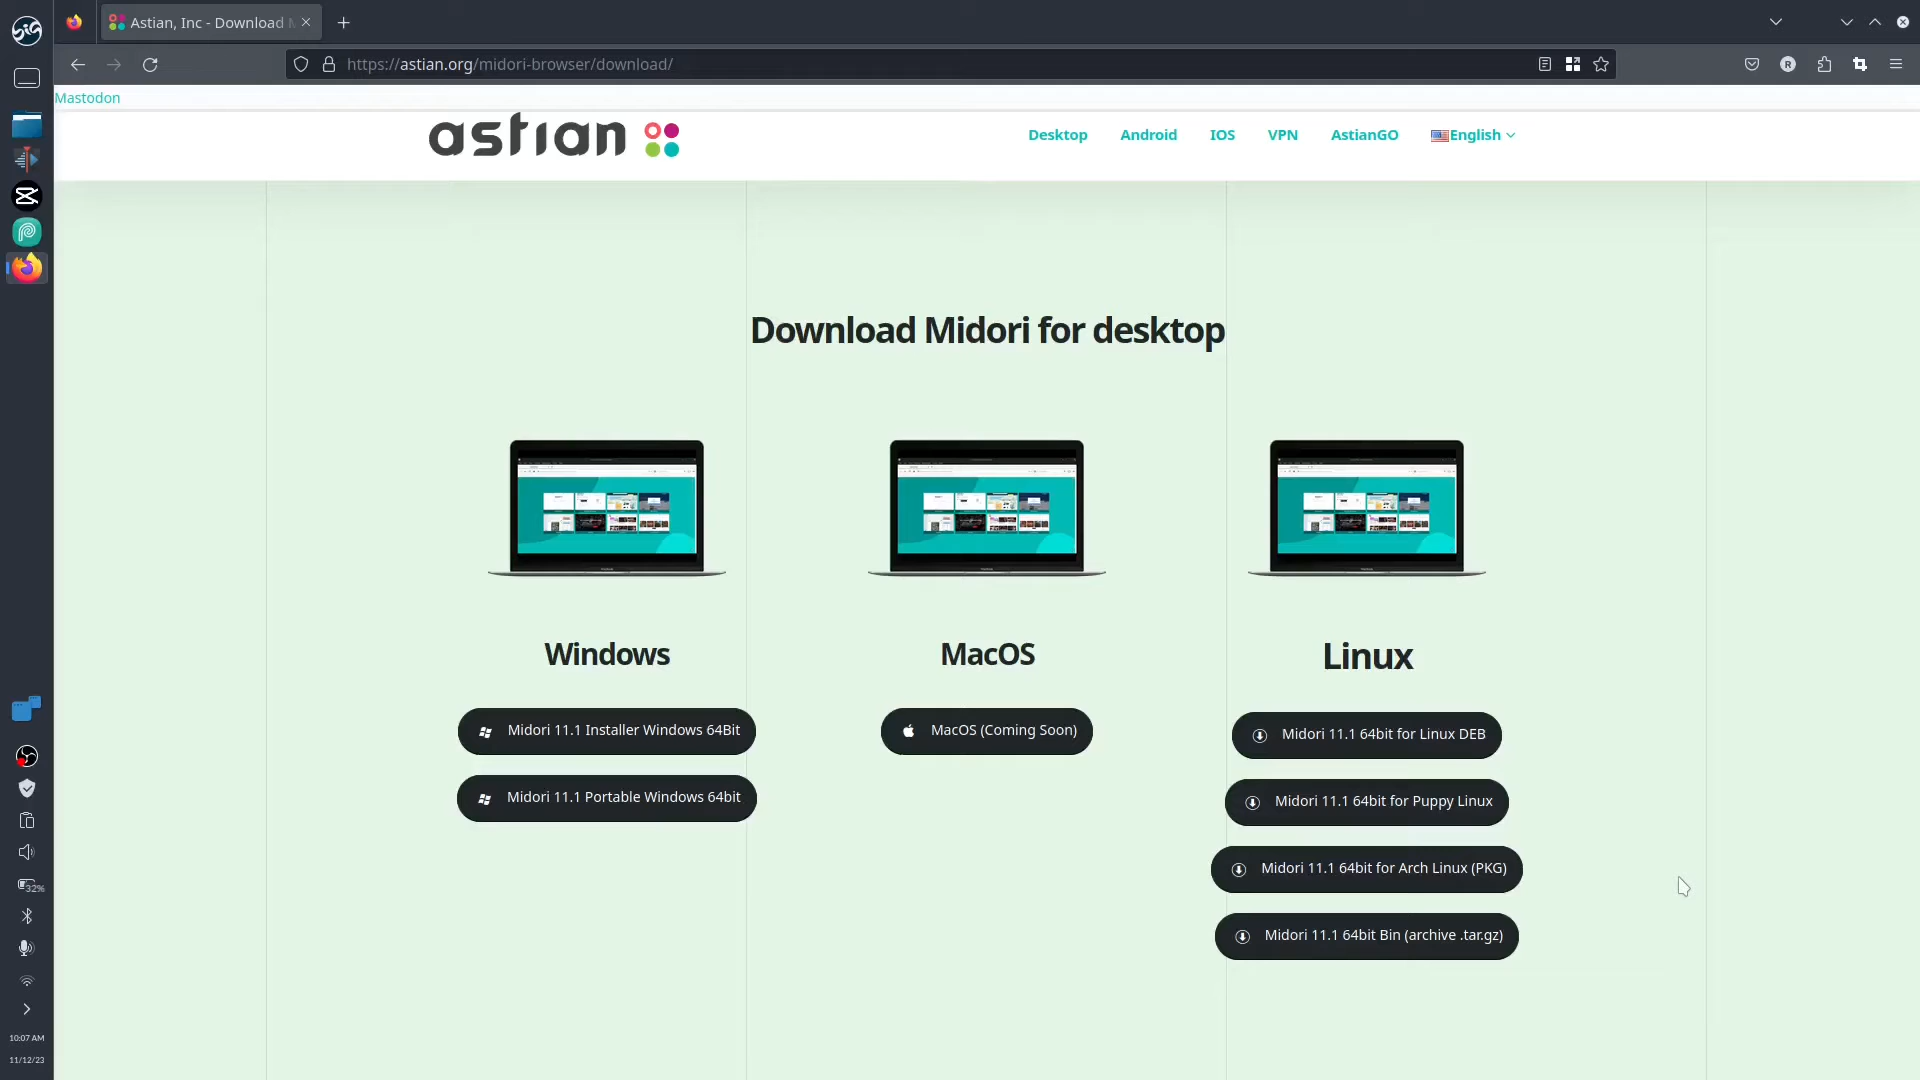 Astian, Inc - Download M
https://astian.org/midori-browser/download/
R
Mastodon
astian
Desktop
Android
IOS
VPN
AstianGO
English
Download Midori for desktop
Windows
Midori 11.1 Installer Windows 64Bit
Midori 11.1 Portable Windows 64bit
MacOS
MacOS (Coming Soon)
Linux
Midori 11.1 64bit for Linux DEB
Midori 11.1 64bit for Puppy Linux
Midori 11.1 64bit for Arch Linux (PKG)
Midori 11.1 64bit Bin (archive .tar.gz)
32%
10:07 AM
11/12/23